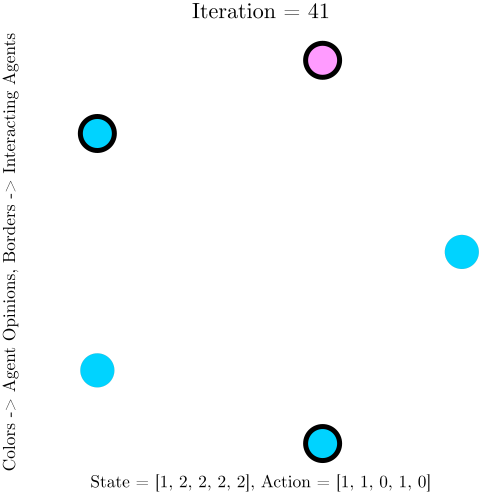 Iteration = 41
Colors -> Agent Opinions, Borders -> Interacting Agents
State = [1, 2, 2, 2, 2], Action = [1, 1, 0, 1, 0]